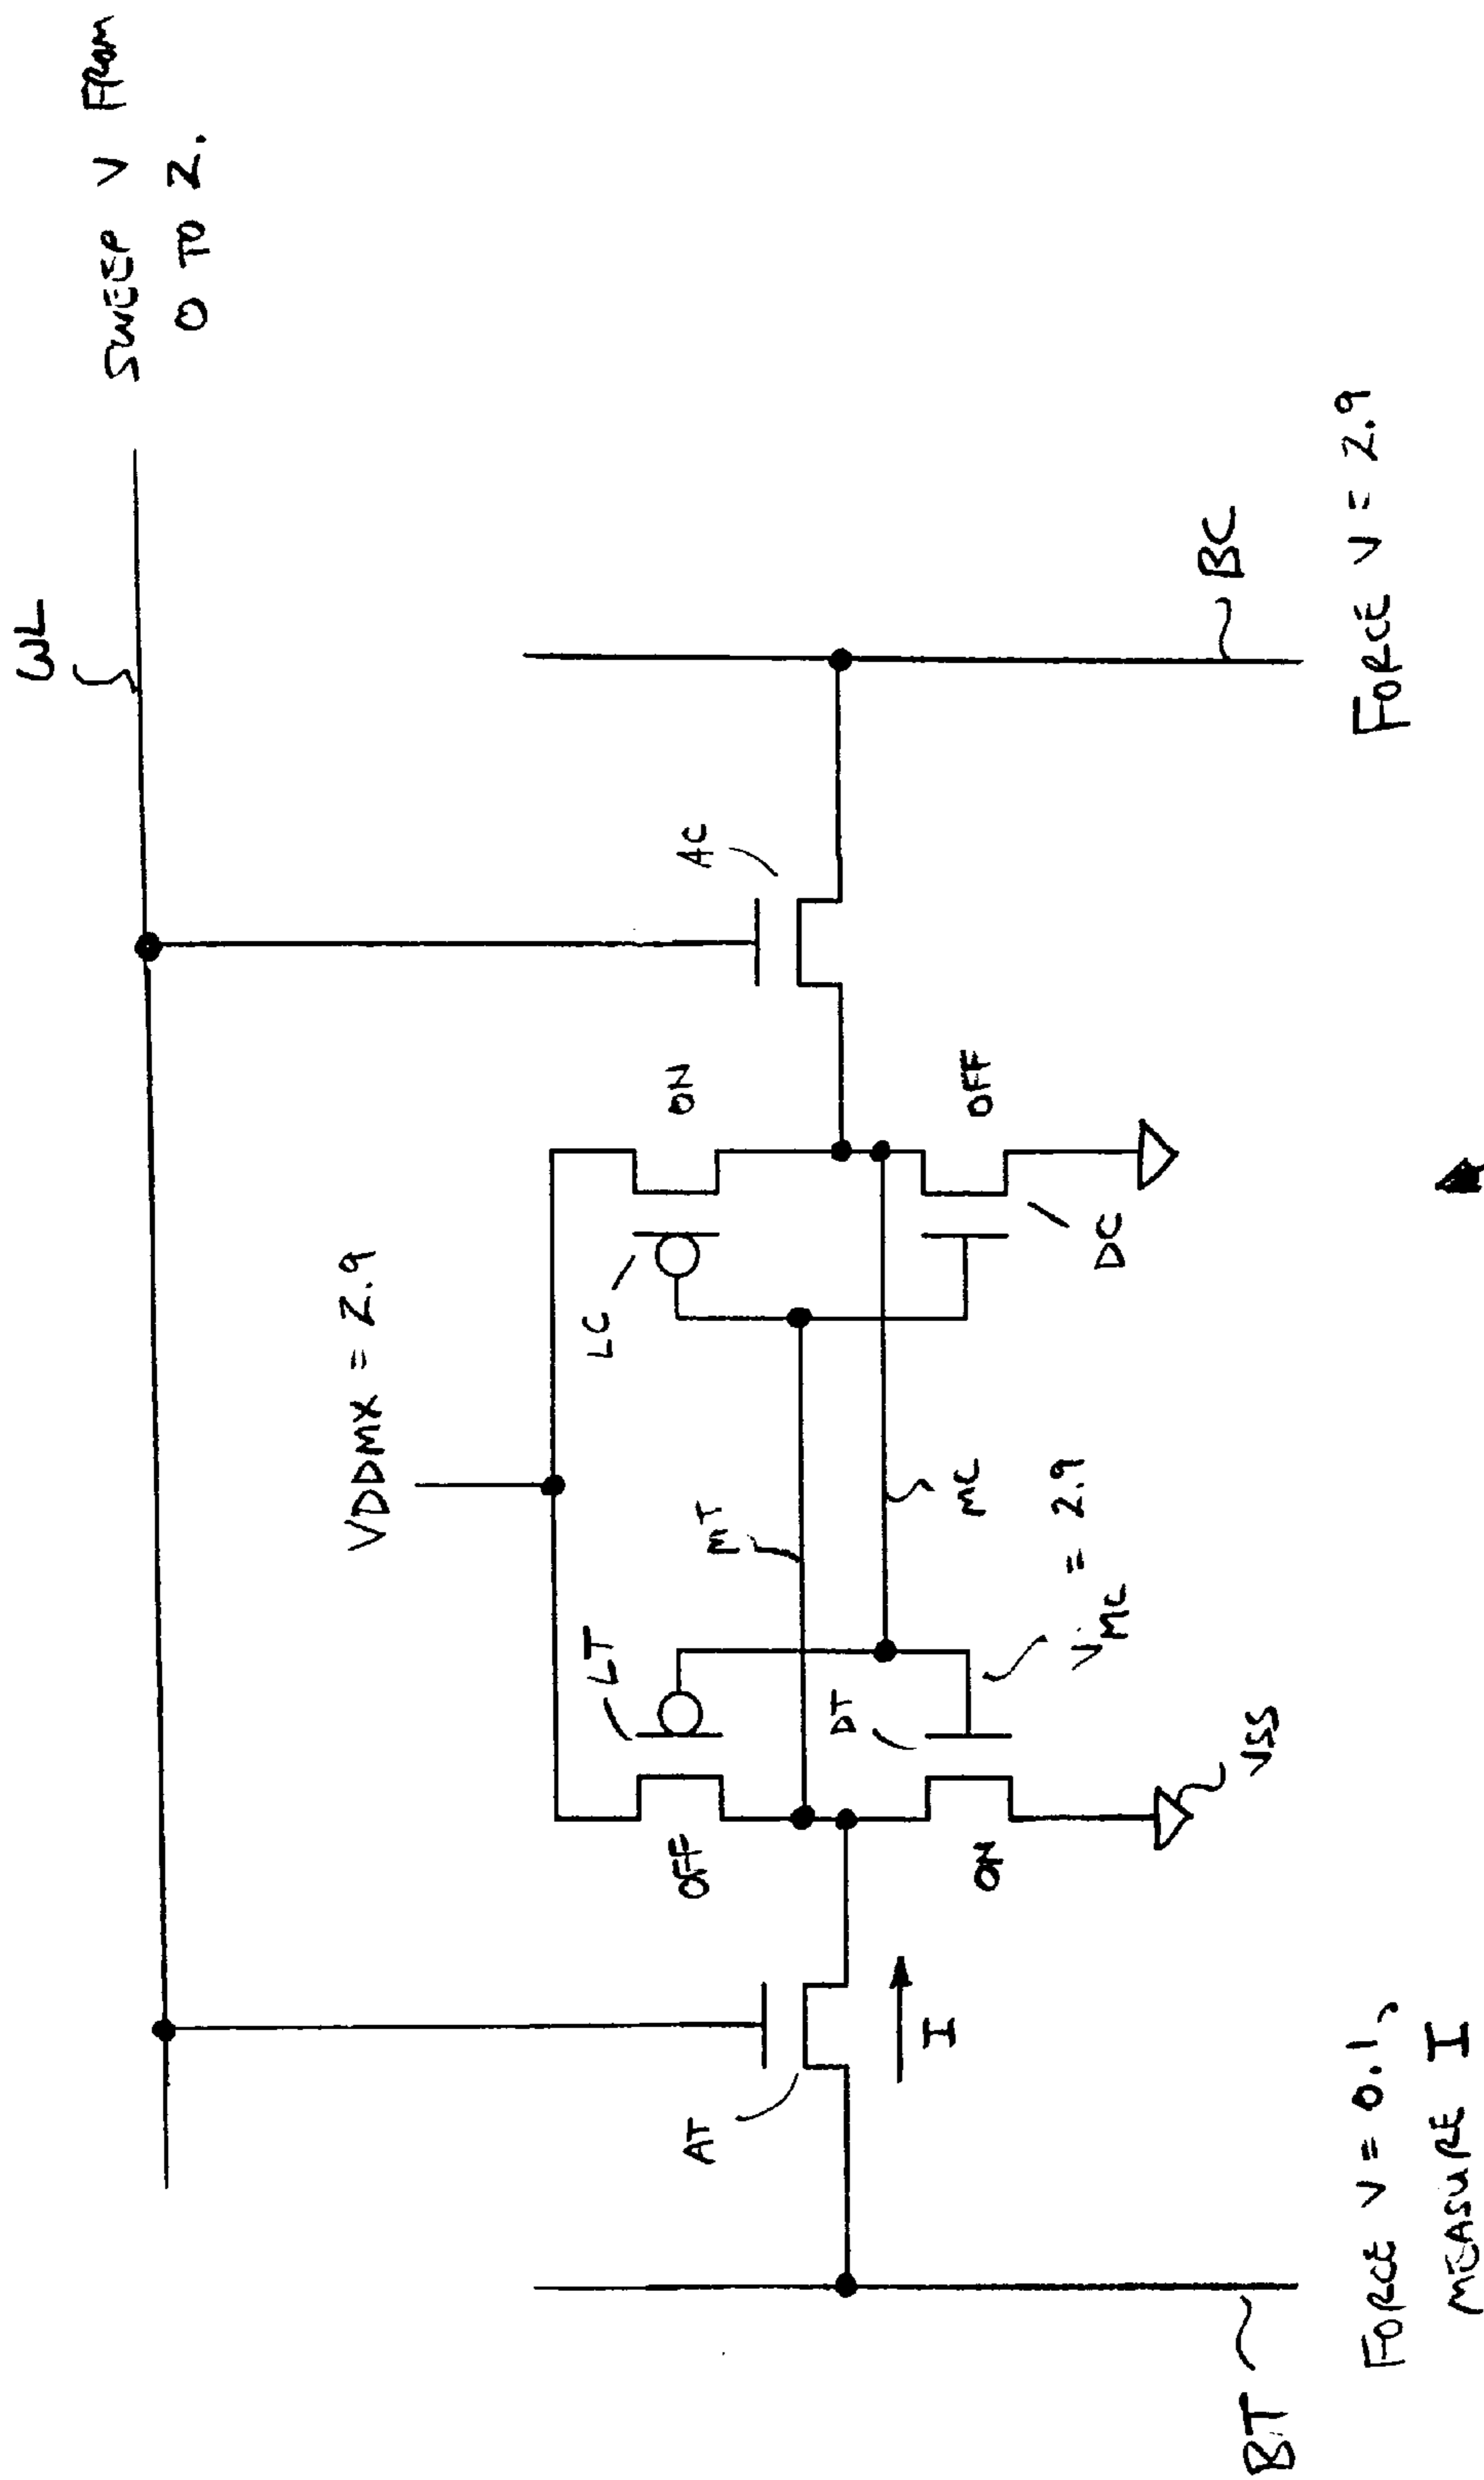 WL
SWEEP V FROM
0 TO 2.
VDDMX = 2.9
LT
LC
OFF
ON
AT
AC
MT
MC
DT
DC
I
ON
OFF
VMC = 2.9
VSS
BT
BC
FORCE V = 0.1,
MEASURE I
FORCE V = 2.9